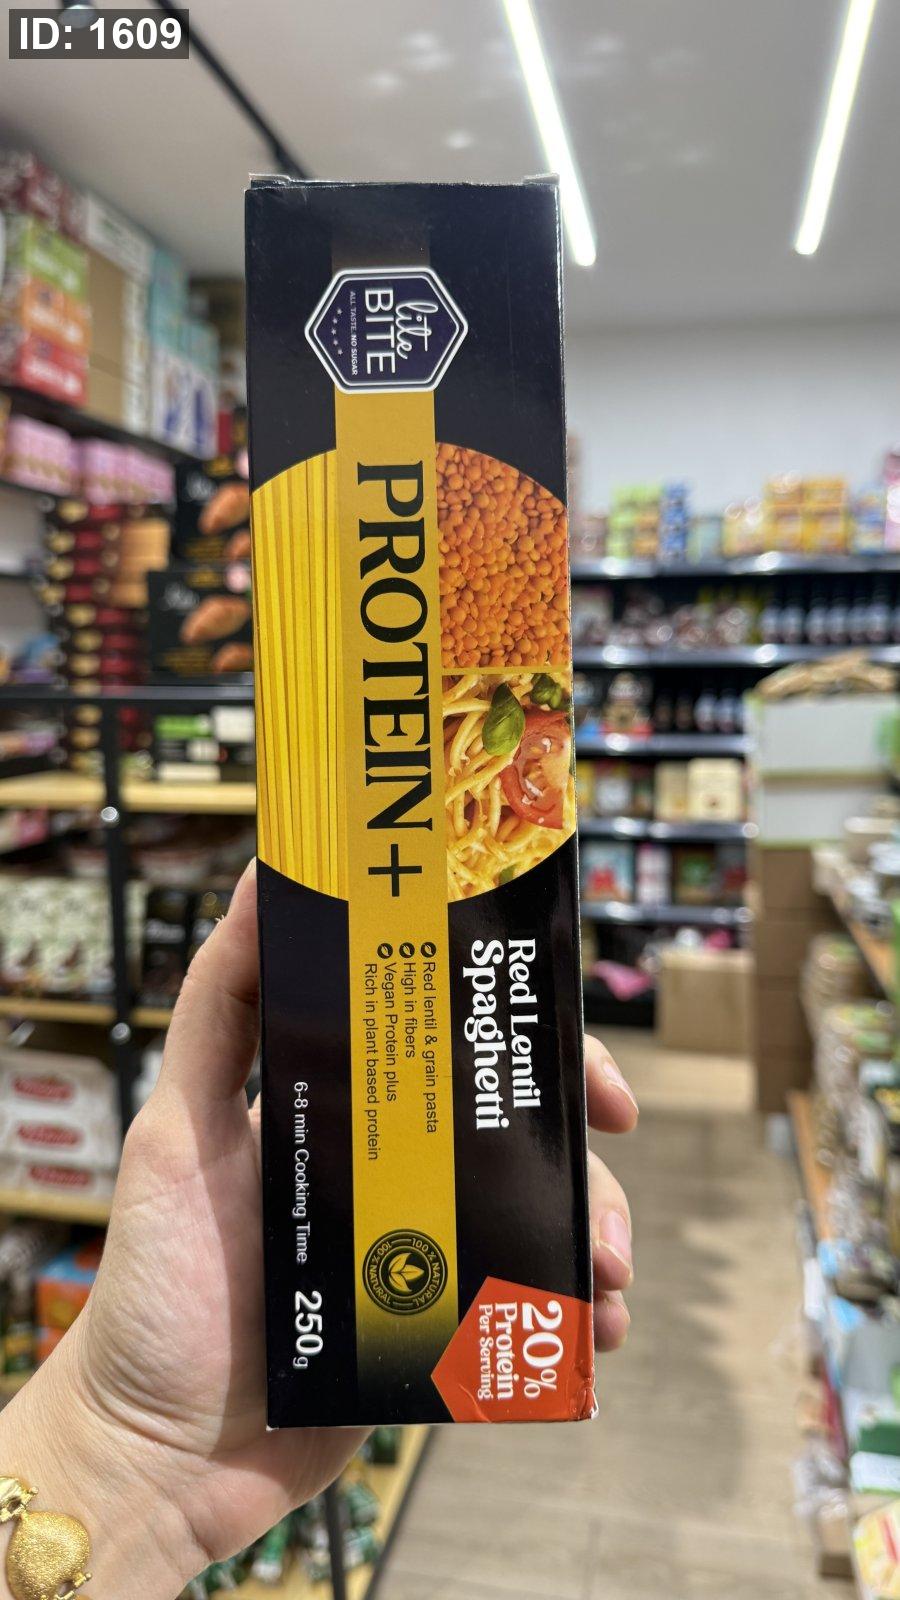 ID: 1609
lite
BITE
ALL TASTE. NO SUGAR
PROTEIN+
Red Lentil
Spaghetti
Red lentil & grain pasta
High in fibers
Vegan Protein plus
Rich in plant based protein
6-8 min Cooking Time
250g
100% NATURAL
100% NATURAL
20%
Protein
Per Serving